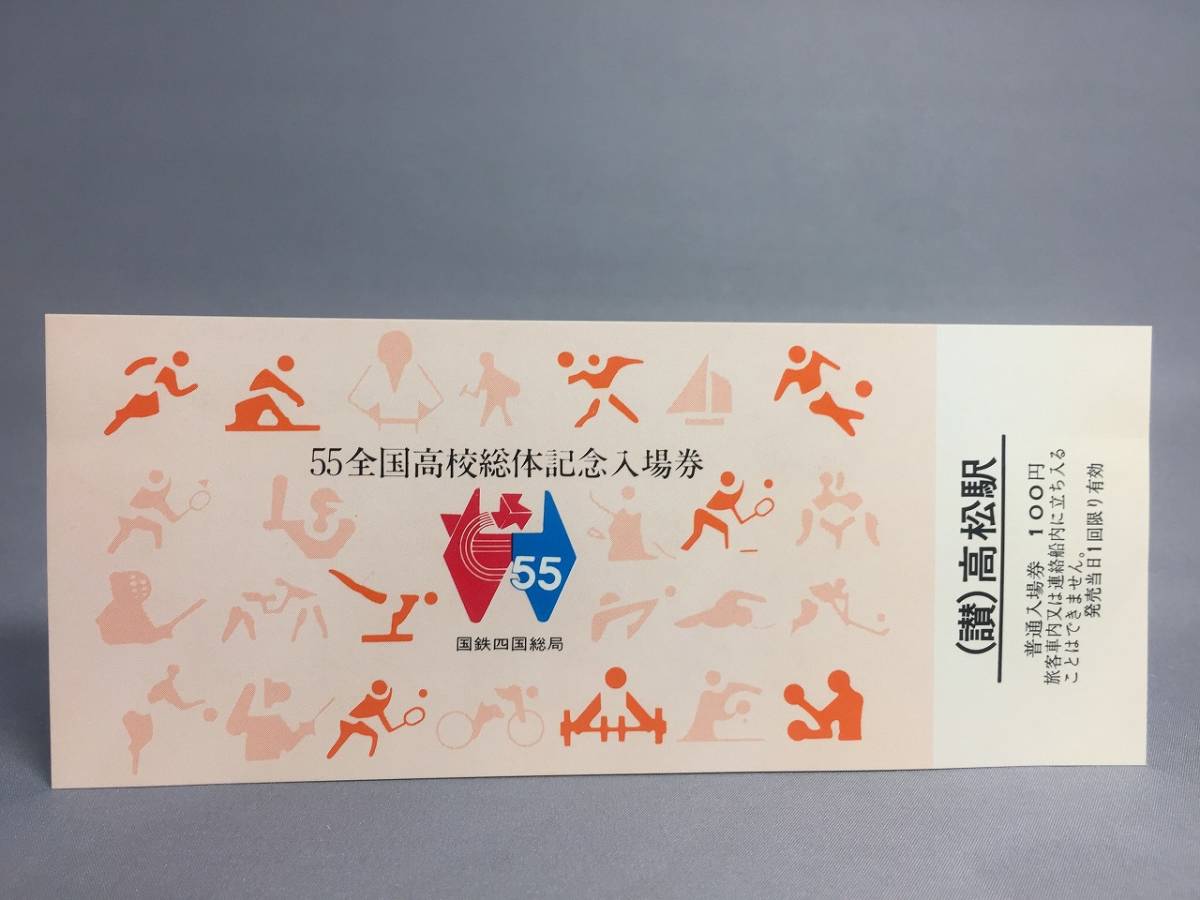 55全国高校総体記念入場券
55
国鉄四国総局
(讃)高松駅
普通入場券 100円
旅客車内又は連絡船内に立ち入る
ことはできません。
発売当日1回限り有効